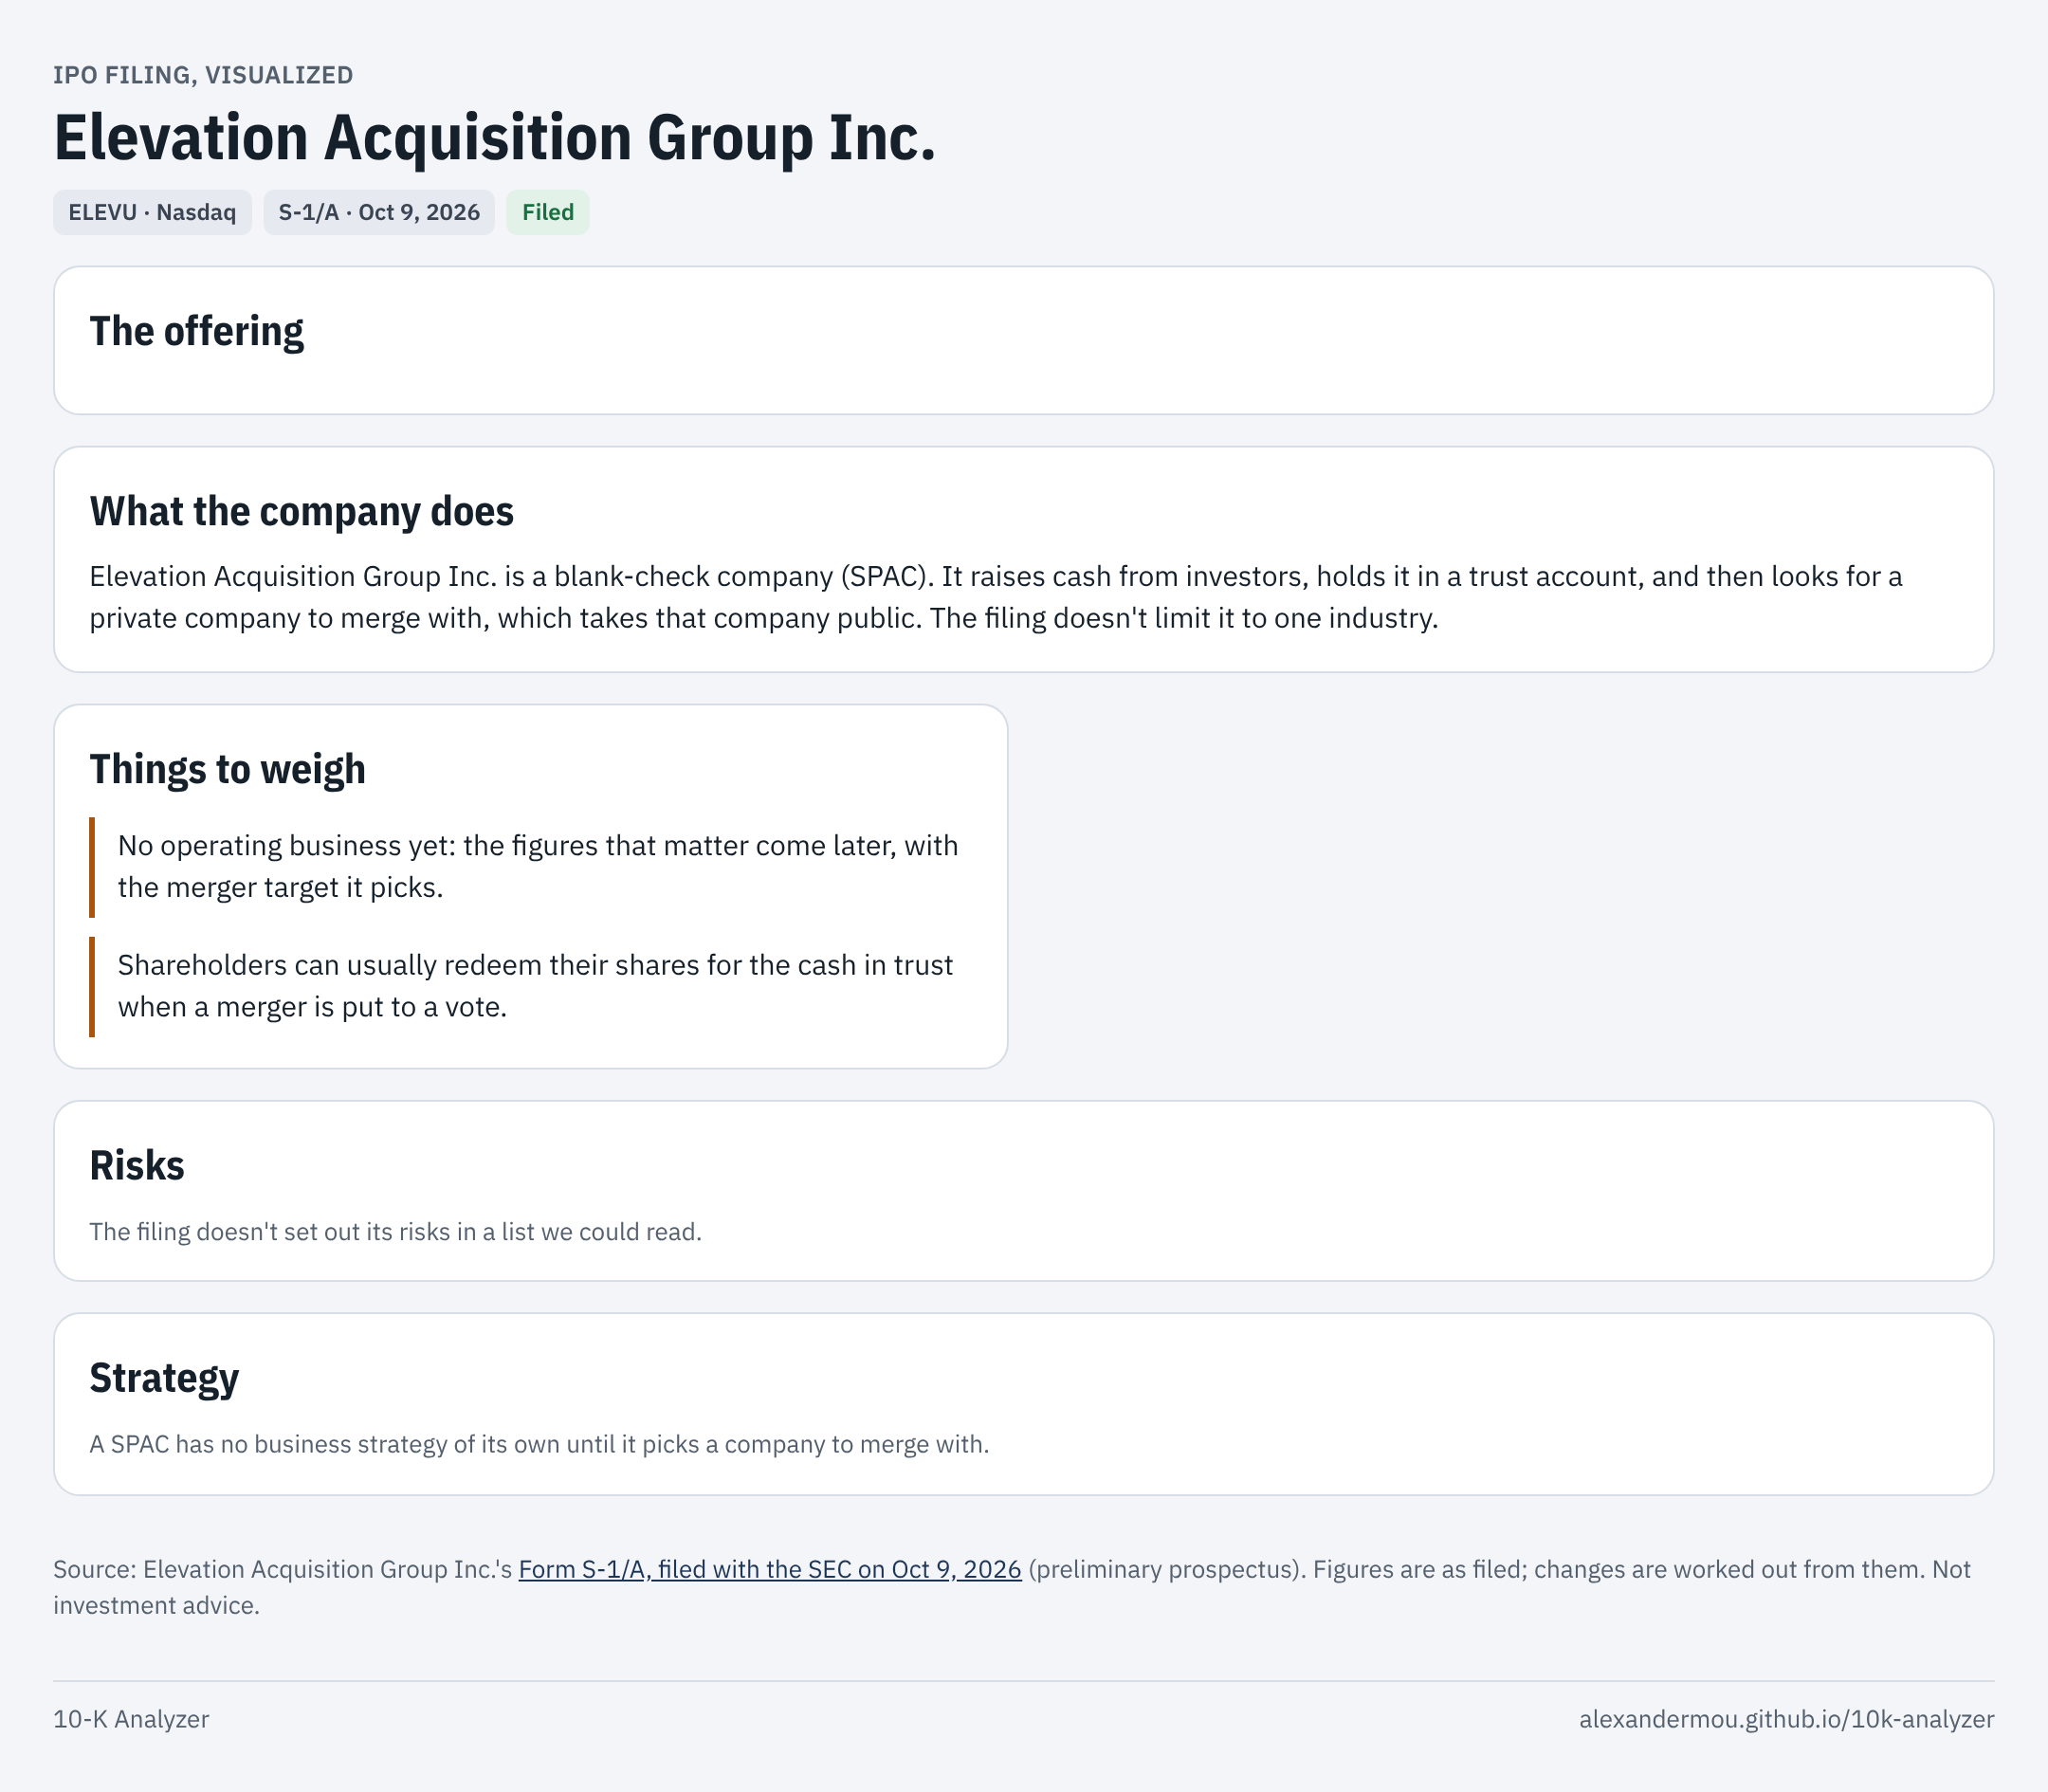 IPO FILING, VISUALIZED
Elevation Acquisition Group Inc.
ELEVU · Nasdaq S-1/A · Oct 9, 2026 Filed
The offering
What the company does
Elevation Acquisition Group Inc. is a blank-check company (SPAC). It raises cash from investors, holds it in a trust account, and then looks for a
private company to merge with, which takes that company public. The filing doesn't limit it to one industry.
Things to weigh
No operating business yet: the figures that matter come later, with
the merger target it picks.
Shareholders can usually redeem their shares for the cash in trust
when a merger is put to a vote.
Risks
The filing doesn't set out its risks in a list we could read.
Strategy
A SPAC has no business strategy of its own until it picks a company to merge with.
Source: Elevation Acquisition Group Inc.'s Form S-1/A, filed with the SEC on Oct 9, 2026 (preliminary prospectus). Figures are as filed; changes are worked out from them. Not
investment advice.
10-K Analyzer
alexandermou.github.io/10k-analyzer